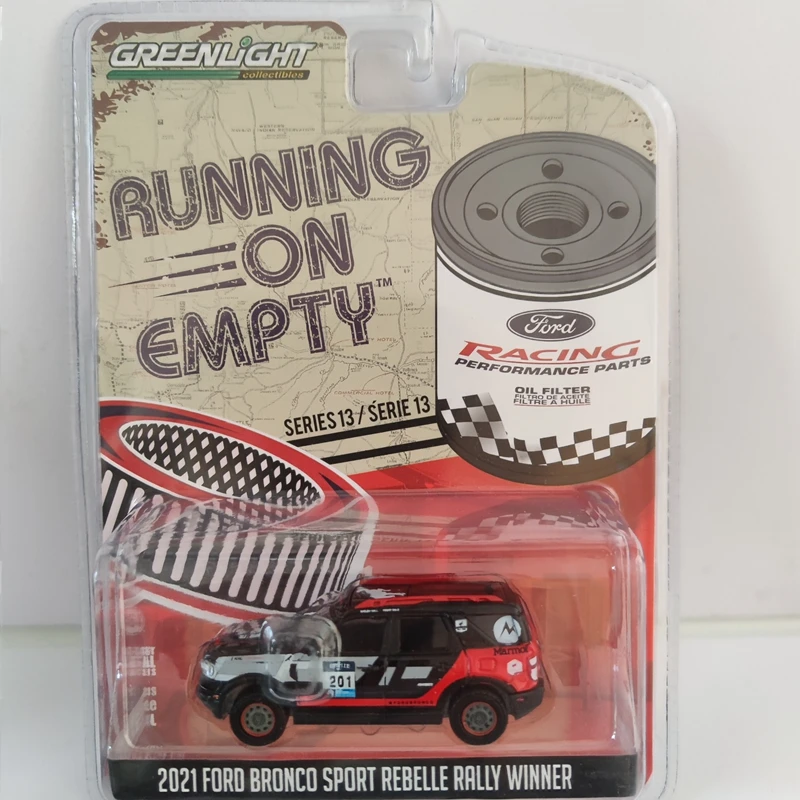 GREENLiGHT
collectibles
RUNNING
ON
EMPTY™
Ford
RACING
PERFORMANCE PARTS
OIL FILTER
FILTRO DE ACEITE
FILTRE A HUILE
SERIES 13 / SERIE 13
201
Marmot
2021 FORD BRONCO SPORT REBELLE RALLY WINNER